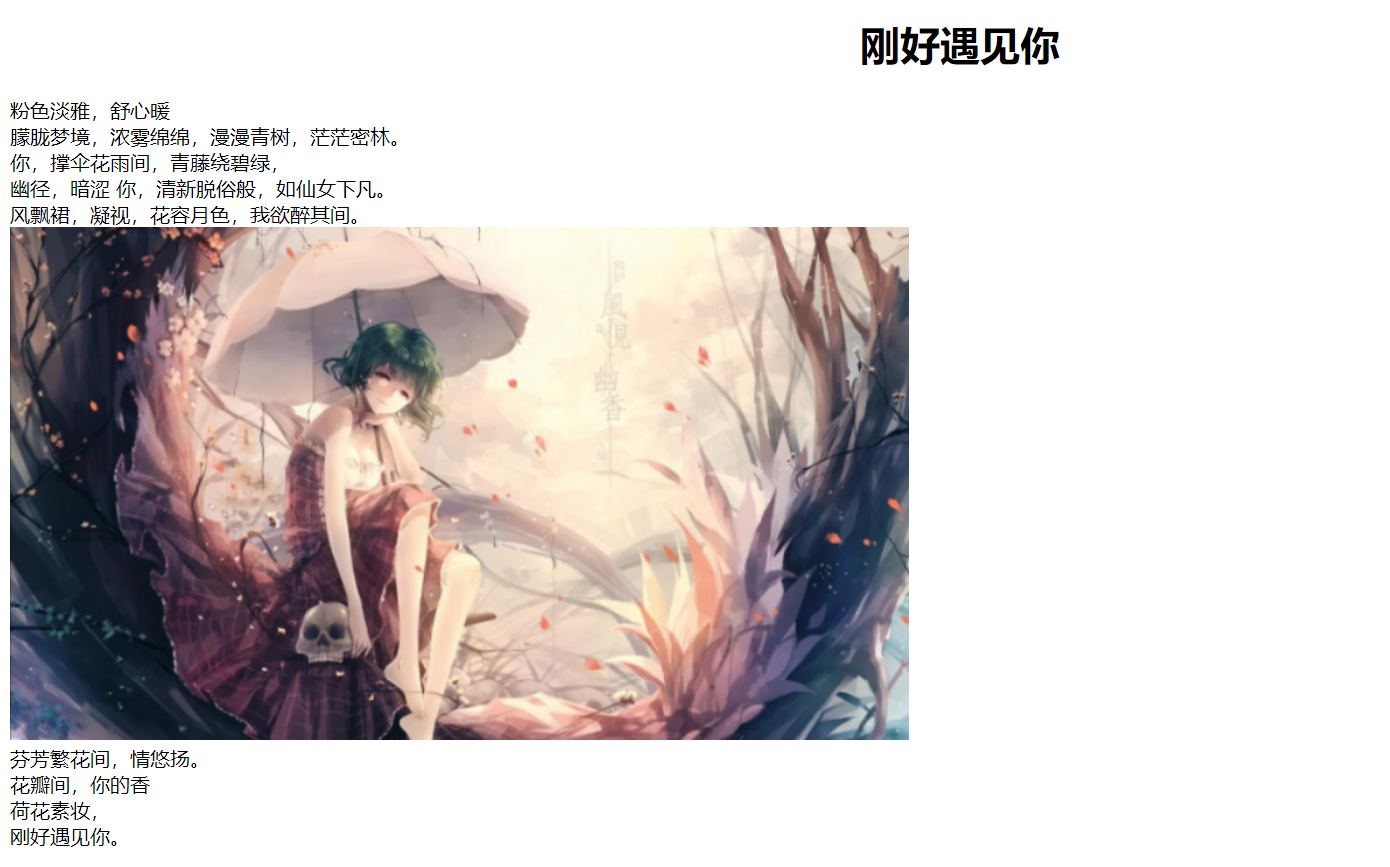 刚好遇见你
粉色淡雅，舒心暖
朦胧梦境，浓雾绵绵，漫漫青树，茫茫密林。
你，撑伞花雨间，青藤绕碧绿，
幽径，暗涩 你，清新脱俗般，如仙女下凡。
风飘裙，凝视，花容月色，我欲醉其间。
風見
幽香
芬芳繁花间，情悠扬。
花瓣间，你的香
荷花素妆，
刚好遇见你。